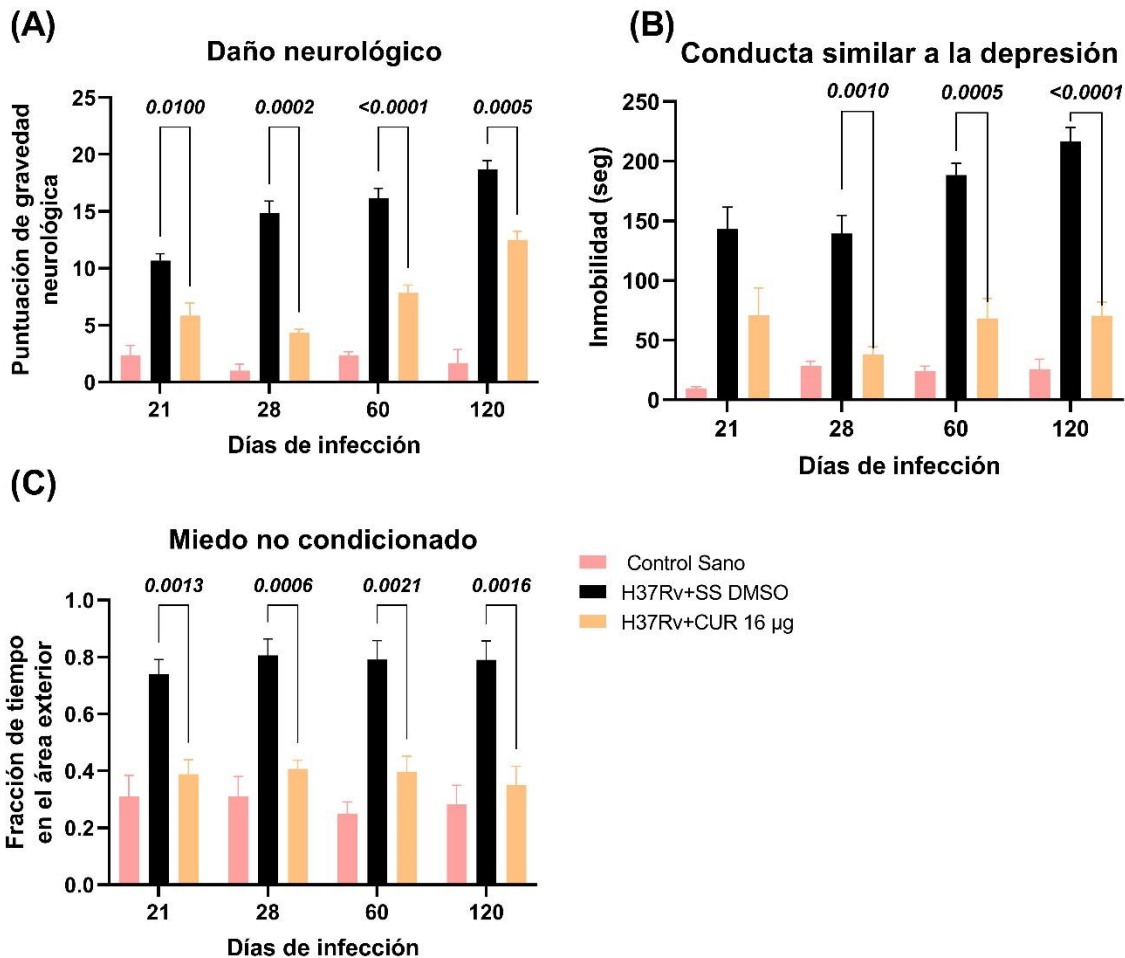 (A)
Daño neurológico
0.0100 0.0002 <0.0001 0.0005
Puntuación de gravedad
neurológica
25
20
15
10
5
0
21 28 60 120
Días de infección
(B)
Conducta similar a la depresión
0.0010 0.0005 <0.0001
Inmobilidad (seg)
250
200
150
100
50
0
21 28 60 120
Días de infección
(C)
Miedo no condicionado
0.0013 0.0006 0.0021 0.0016
Fracción de tiempo
en el área exterior
1.0
0.8
0.6
0.4
0.2
0.0
21 28 60 120
Días de infección
Control Sano
H37Rv+SS DMSO
H37Rv+CUR 16 µg